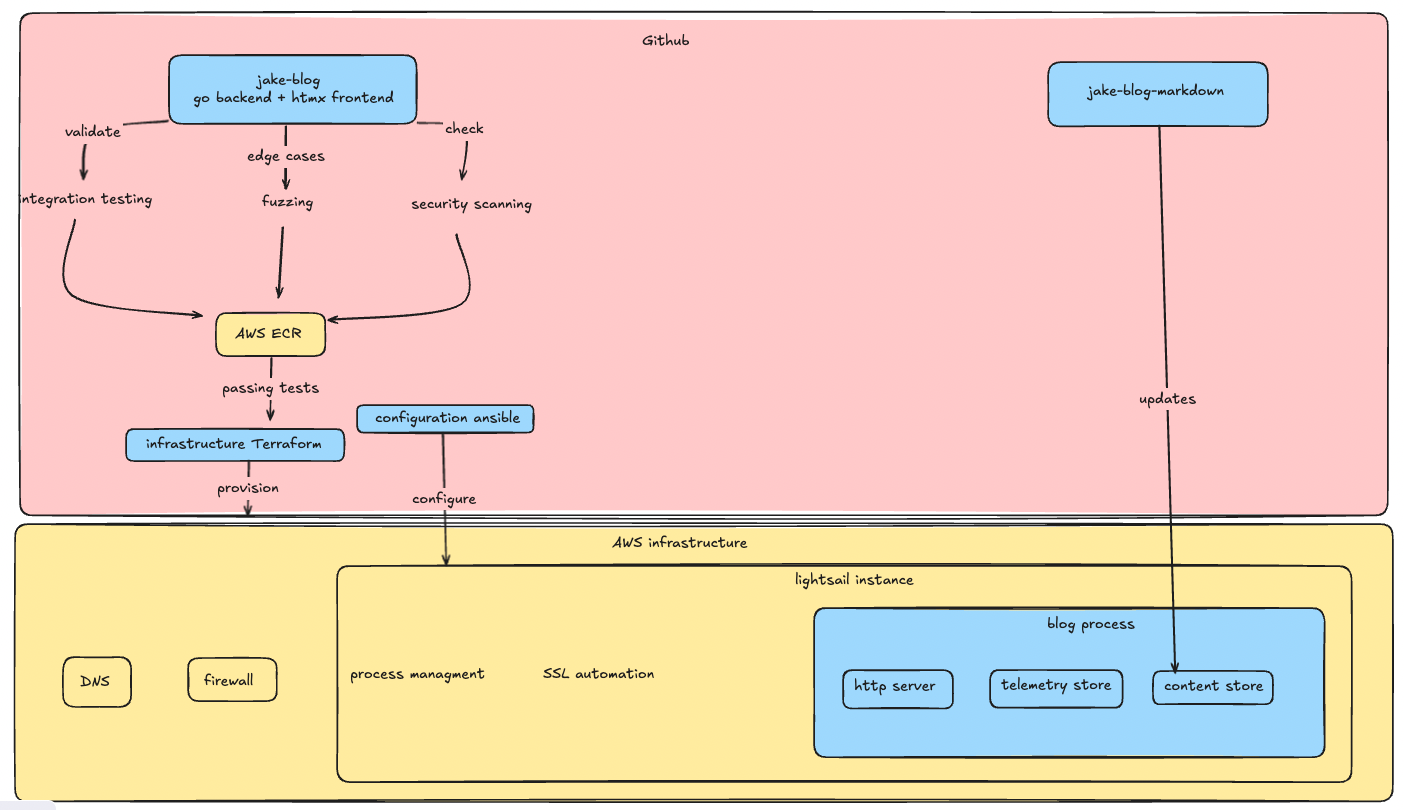 Github
jake-blog
go backend + htmx frontend
jake-blog-markdown
validate
check
edge cases
integration testing
fuzzing
security scanning
AWS ECR
passing tests
updates
configuration ansible
infrastructure Terraform
provision
configure
AWS infrastructure
lightsail instance
blog process
process managment
SSL automation
DNS
firewall
http server
telemetry store
content store